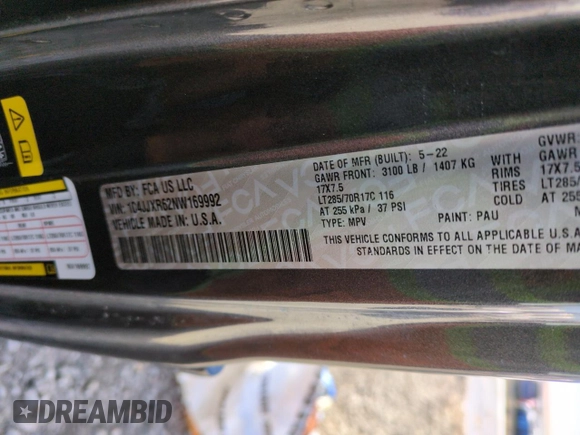 MFD BY: FCA US LLC
VIN: 1C4JJXR62NW169992
VEHICLE MADE IN: U.S.A.
DATE OF MFR (BUILT): 5-22
GAWR FRONT: 3100 LB / 1407 KG WITH
17X7.5 RIMS
LT285/70R17C 116 TIRES
AT 255 kPa / 37 PSI COLD
TYPE: MPV PAINT: PAU
GVWR
GAWR
17X7.5
LT285
AT 255
THIS VEHICLE CONFORMS TO ALL APPLICABLE U.S.A.
STANDARDS IN EFFECT ON THE DATE OF
DREAMBID